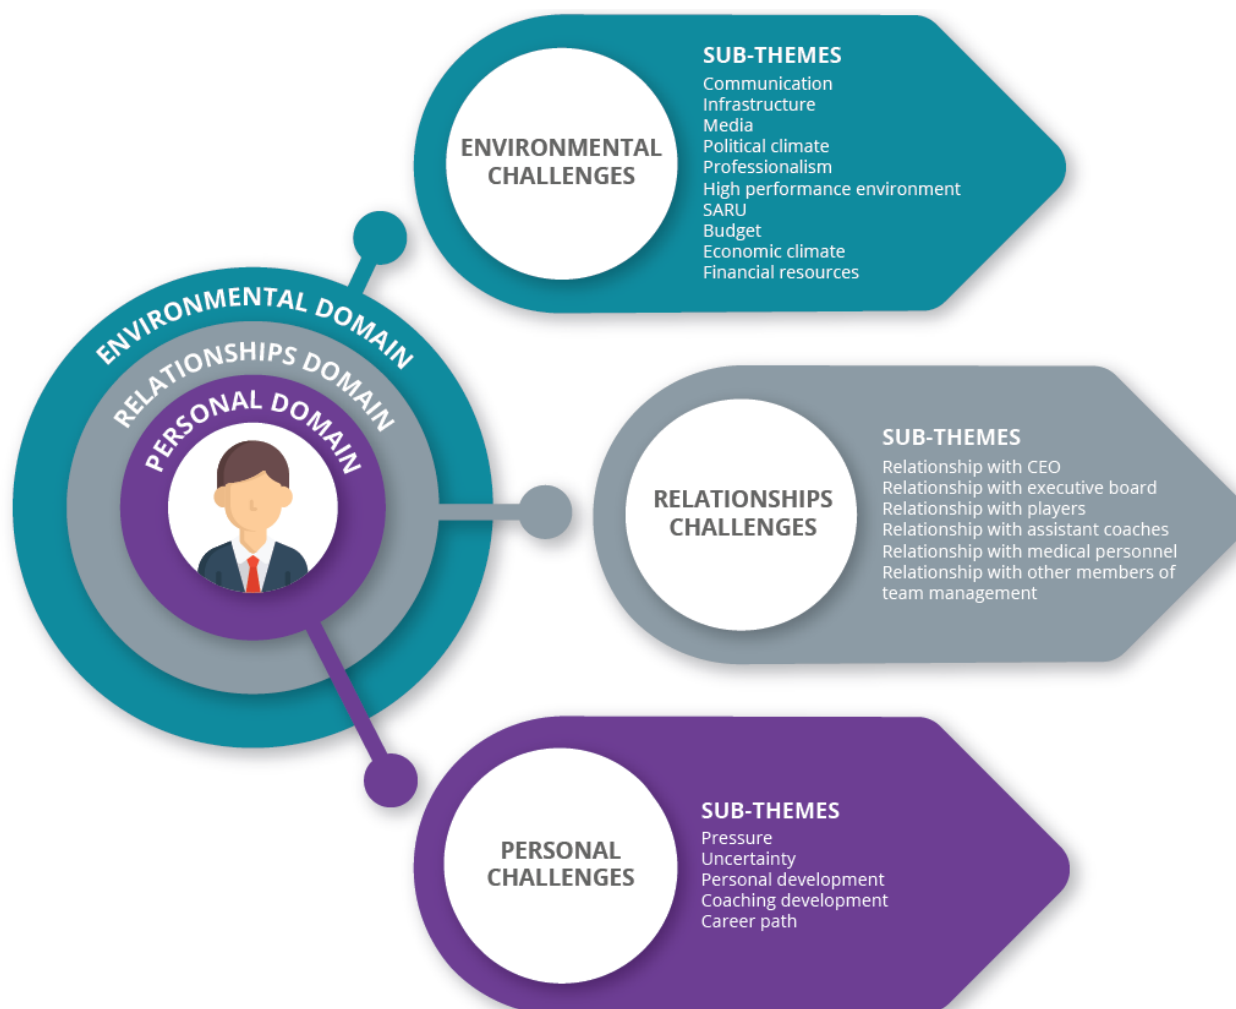 ENVIRONMENTAL DOMAIN
RELATIONSHIPS DOMAIN
PERSONAL DOMAIN
ENVIRONMENTAL
CHALLENGES
SUB-THEMES
Communication
Infrastructure
Media
Political climate
Professionalism
High performance environment
SARU
Budget
Economic climate
Financial resources
RELATIONSHIPS
CHALLENGES
SUB-THEMES
Relationship with CEO
Relationship with executive board
Relationship with players
Relationship with assistant coaches
Relationship with medical personnel
Relationship with other members of
team management
PERSONAL
CHALLENGES
SUB-THEMES
Pressure
Uncertainty
Personal development
Coaching development
Career path